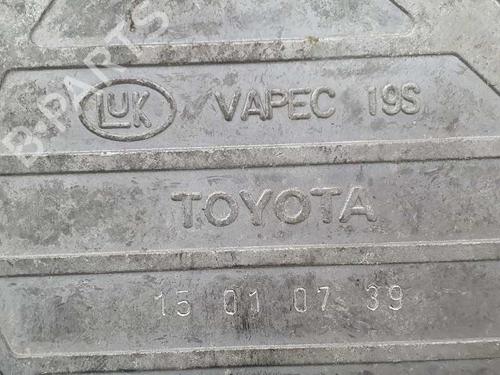 LUK VAPEC 19S
TOYOTA
15 01 07 39
B-PARTS